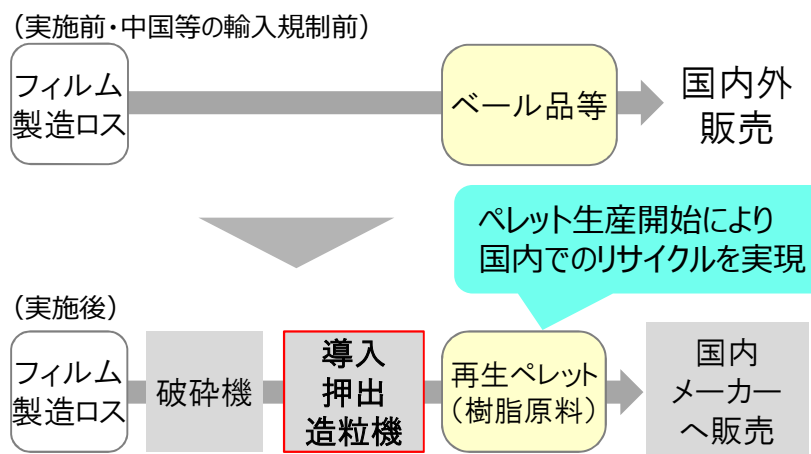 （実施前・中国等の輸入規制前）
フィルム
製造ロス
ベール品等
国内外
販売
ペレット生産開始により
国内でのリサイクルを実現
（実施後）
フィルム
製造ロス
破砕機
導入
押出
造粒機
再生ペレット
（樹脂原料）
国内
メーカー
へ販売